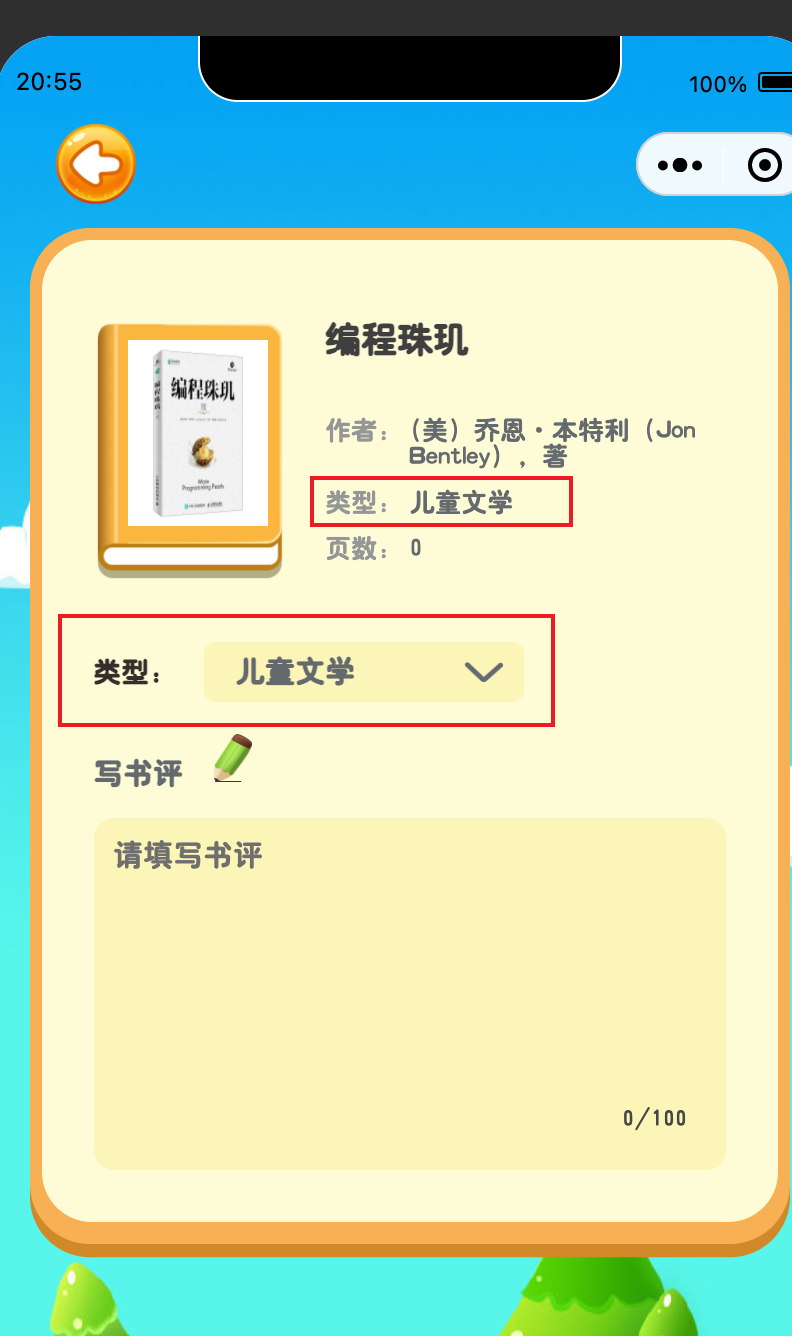 20:55
100%
编程珠玑
编程珠玑
续
More
Programming Pearls
作者：（美）乔恩·本特利（Jon
Bentley），著
类型：儿童文学
页数：0
类型：儿童文学
写书评
请填写书评
0/100